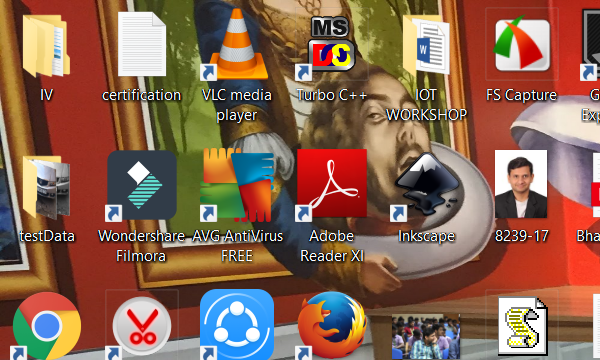 IV
certification
VLC media
player
MS
DOS
Turbo C++
IOT
WORKSHOP
FS Capture
G
Exp
testData
Wondershare
Filmora
AVG AntiVirus
FREE
Adobe
Reader XI
Inkscape
8239-17
Bha